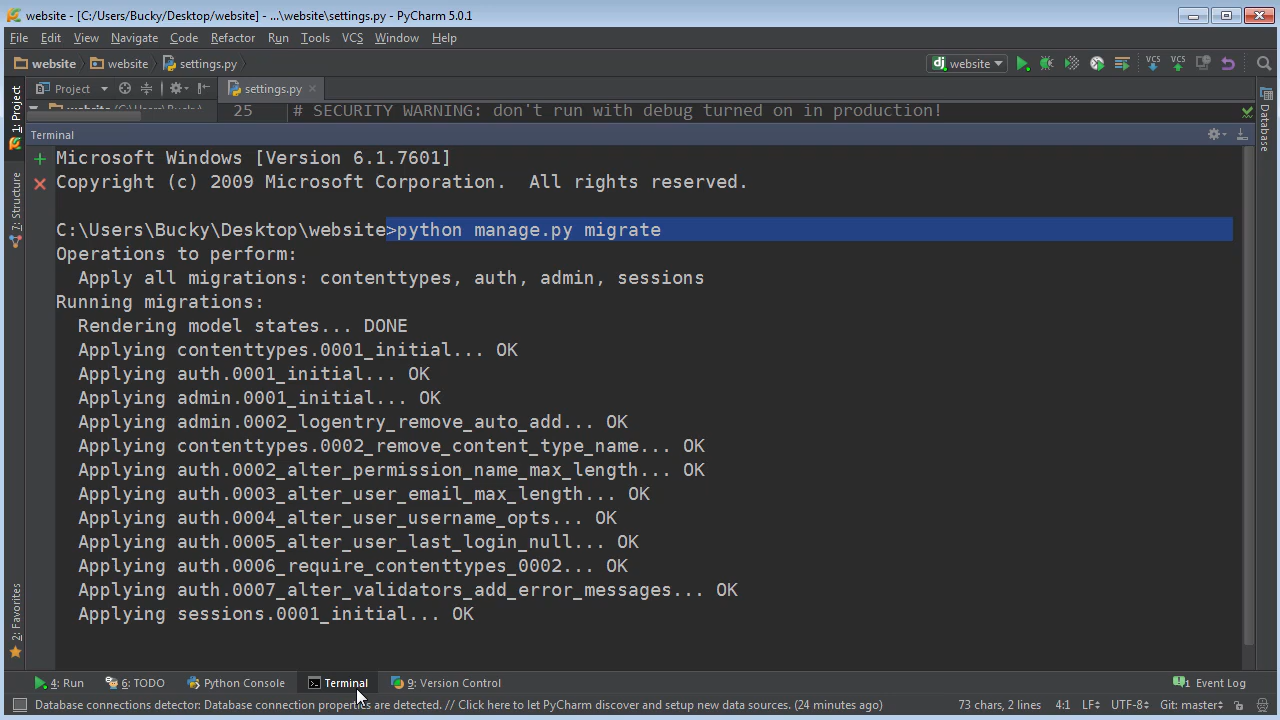 website - [C:/Users/Bucky/Desktop/website] - ...\website\settings.py - PyCharm 5.0.1
File Edit View Navigate Code Refactor Run Tools VCS Window Help
website website settings.py dj website VCS VCS
1: Project
Project settings.py
25 # SECURITY WARNING: don't run with debug turned on in production!
Database
Terminal
Microsoft Windows [Version 6.1.7601]
Copyright (c) 2009 Microsoft Corporation.  All rights reserved.
7: Structure
C:\Users\Bucky\Desktop\website>python manage.py migrate
Operations to perform:
Apply all migrations: contenttypes, auth, admin, sessions
Running migrations:
Rendering model states... DONE
Applying contenttypes.0001_initial... OK
Applying auth.0001_initial... OK
Applying admin.0001_initial... OK
Applying admin.0002_logentry_remove_auto_add... OK
Applying contenttypes.0002_remove_content_type_name... OK
Applying auth.0002_alter_permission_name_max_length... OK
Applying auth.0003_alter_user_email_max_length... OK
Applying auth.0004_alter_user_username_opts... OK
Applying auth.0005_alter_user_last_login_null... OK
Applying auth.0006_require_contenttypes_0002... OK
Applying auth.0007_alter_validators_add_error_messages... OK
Applying sessions.0001_initial... OK
2: Favorites
4: Run 6: TODO Python Console Terminal 9: Version Control 1 Event Log
Database connections detector: Database connection properties are detected. // Click here to let PyCharm discover and setup new data sources. (24 minutes ago) 73 chars, 2 lines 4:1 LF UTF-8 Git: master